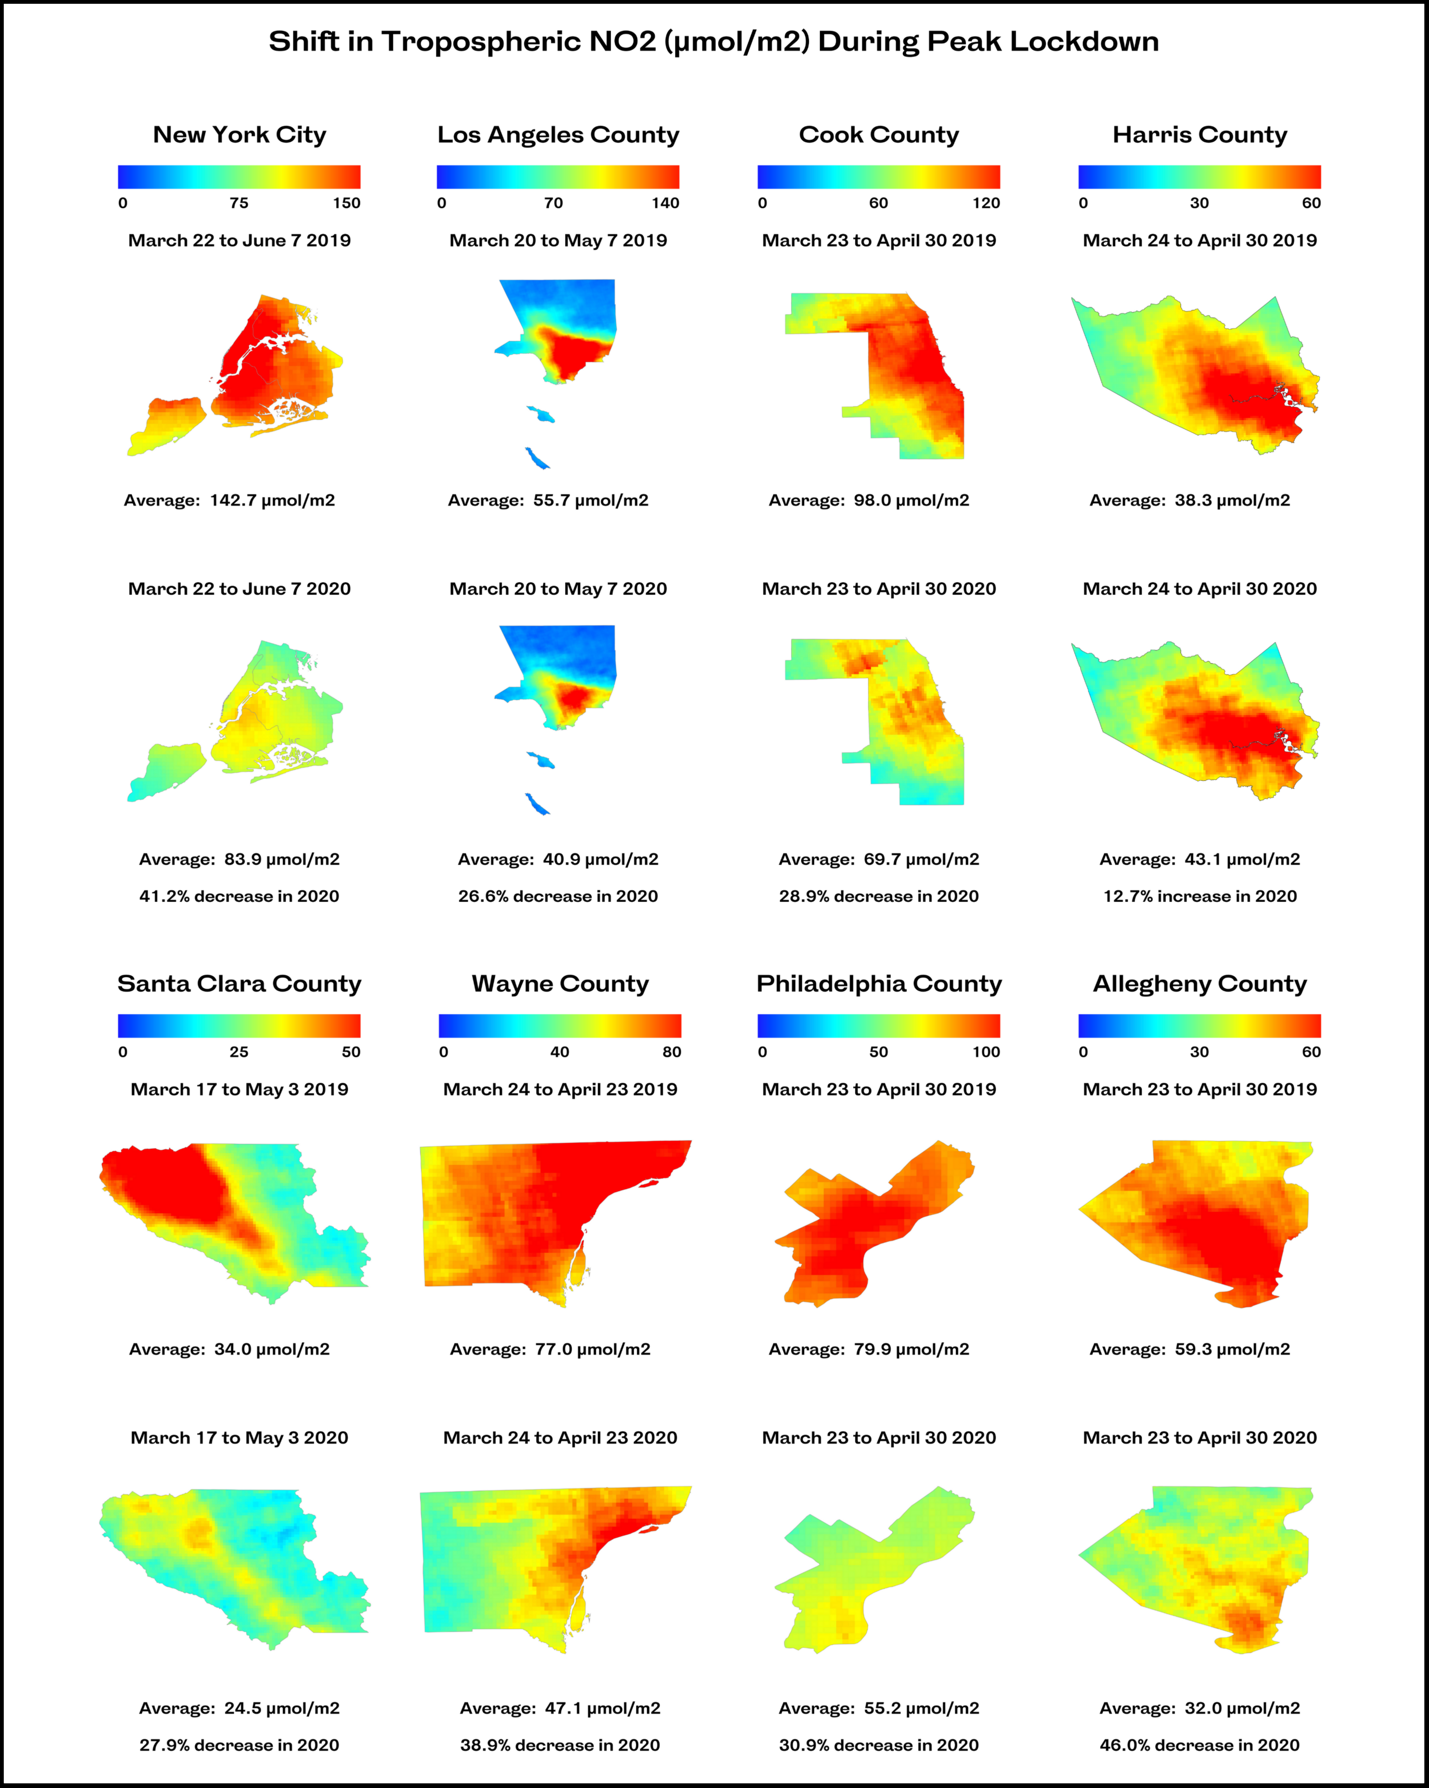 Shift in Tropospheric NO2 (µmol/m2) During Peak Lockdown
New York City Los Angeles County Cook County Harris County
0 75 150 0 70 140 0 60 120 0 30 60
March 22 to June 7 2019 March 20 to May 7 2019 March 23 to April 30 2019 March 24 to April 30 2019
Average: 142.7 µmol/m2 Average: 55.7 µmol/m2 Average: 98.0 µmol/m2 Average: 38.3 µmol/m2
March 22 to June 7 2020 March 20 to May 7 2020 March 23 to April 30 2020 March 24 to April 30 2020
Average: 83.9 µmol/m2 Average: 40.9 µmol/m2 Average: 69.7 µmol/m2 Average: 43.1 µmol/m2
41.2% decrease in 2020 26.6% decrease in 2020 28.9% decrease in 2020 12.7% increase in 2020
Santa Clara County Wayne County Philadelphia County Allegheny County
0 25 50 0 40 80 0 50 100 0 30 60
March 17 to May 3 2019 March 24 to April 23 2019 March 23 to April 30 2019 March 23 to April 30 2019
Average: 34.0 µmol/m2 Average: 77.0 µmol/m2 Average: 79.9 µmol/m2 Average: 59.3 µmol/m2
March 17 to May 3 2020 March 24 to April 23 2020 March 23 to April 30 2020 March 23 to April 30 2020
Average: 24.5 µmol/m2 Average: 47.1 µmol/m2 Average: 55.2 µmol/m2 Average: 32.0 µmol/m2
27.9% decrease in 2020 38.9% decrease in 2020 30.9% decrease in 2020 46.0% decrease in 2020